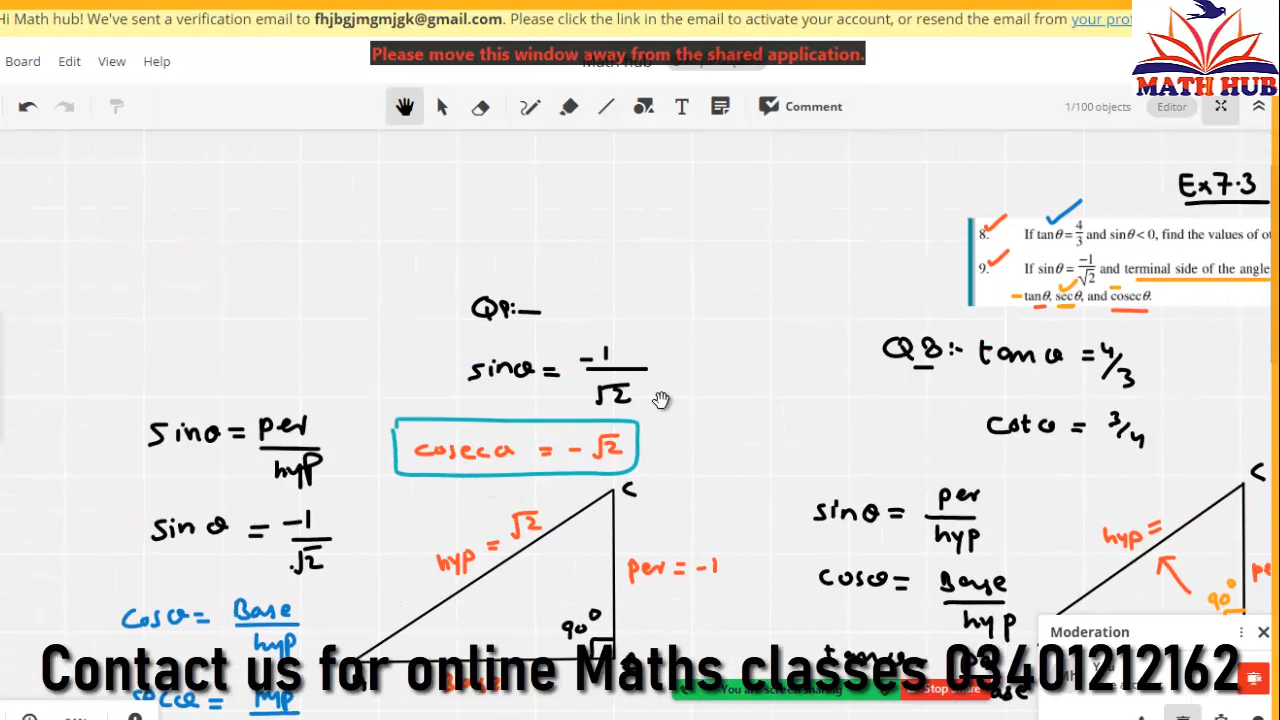 Hi Math hub! We've sent a verification email to fhjbgjmgmjgk@gmail.com. Please click the link in the email to activate your account, or resend the email from your prof
Please move this window away from the shared application.
Board Edit View Help
MATH HUB
Comment
1/100 objects
Editor
Ex 7.3
8. If tanθ = 4/3 and sinθ < 0, find the values of ot
9. If sinθ = -1/√2 and terminal side of the angle
tanθ, secθ, and cosecθ.
Q9:-
sinθ = -1/√2
cosecθ = -√2
sinθ = per/hyp
sinθ = -1/√2
cosθ = Base/hyp
hyp = √2
C
per = -1
90°
Base
Q8:- tanθ = 4/3
cotθ = 3/4
sinθ = per/hyp
cosθ = Base/hyp
C
hyp =
90°
Moderation
You are screen sharing
Stop Share
Contact us for online Maths classes 03401212162